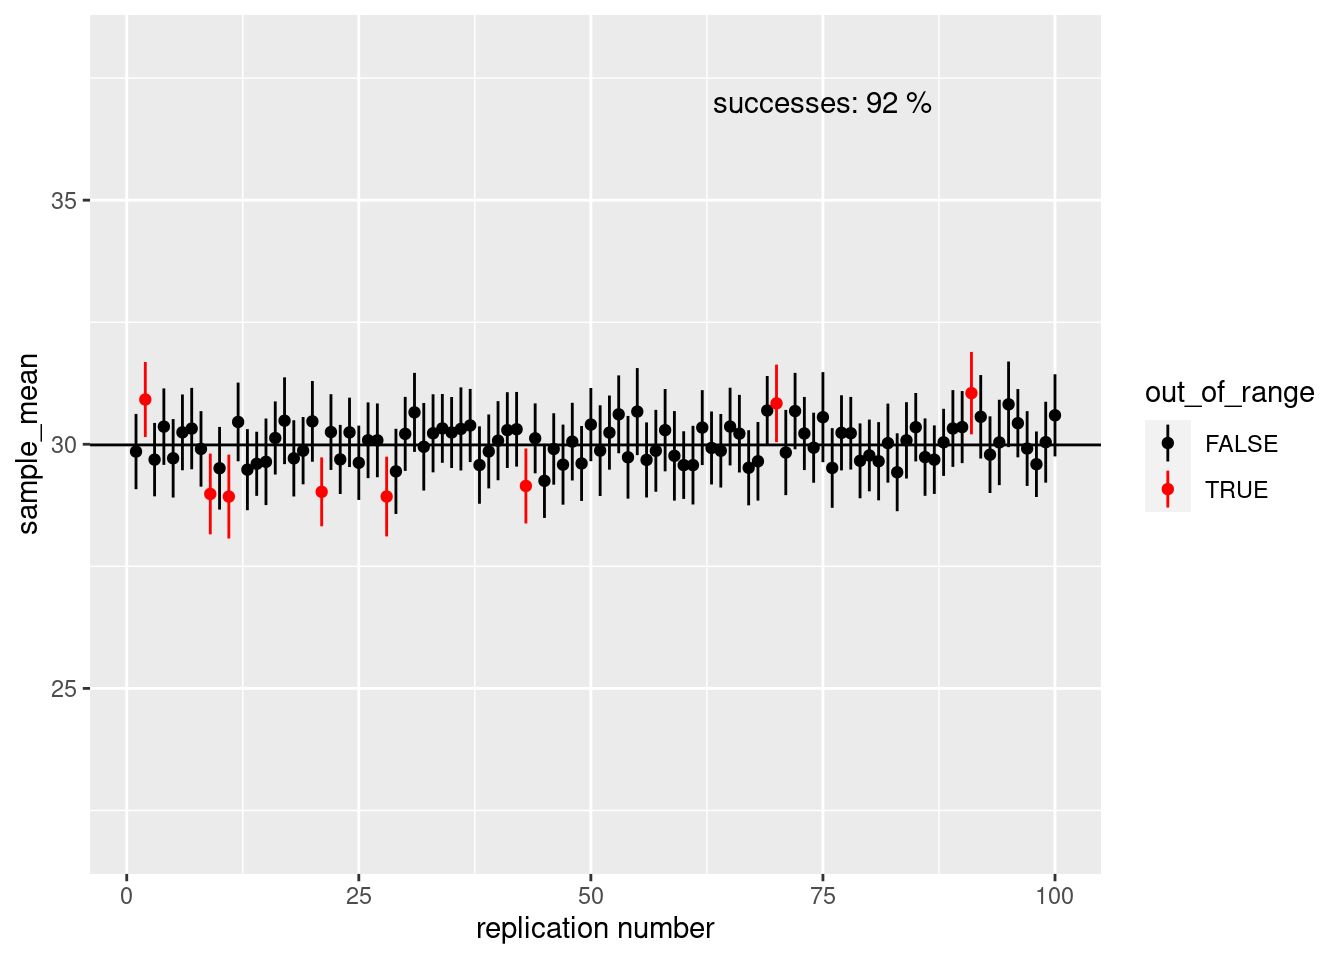 successes: 92 %
35
30
25
sample_mean
0 25 50 75 100
replication number
out_of_range
FALSE
TRUE